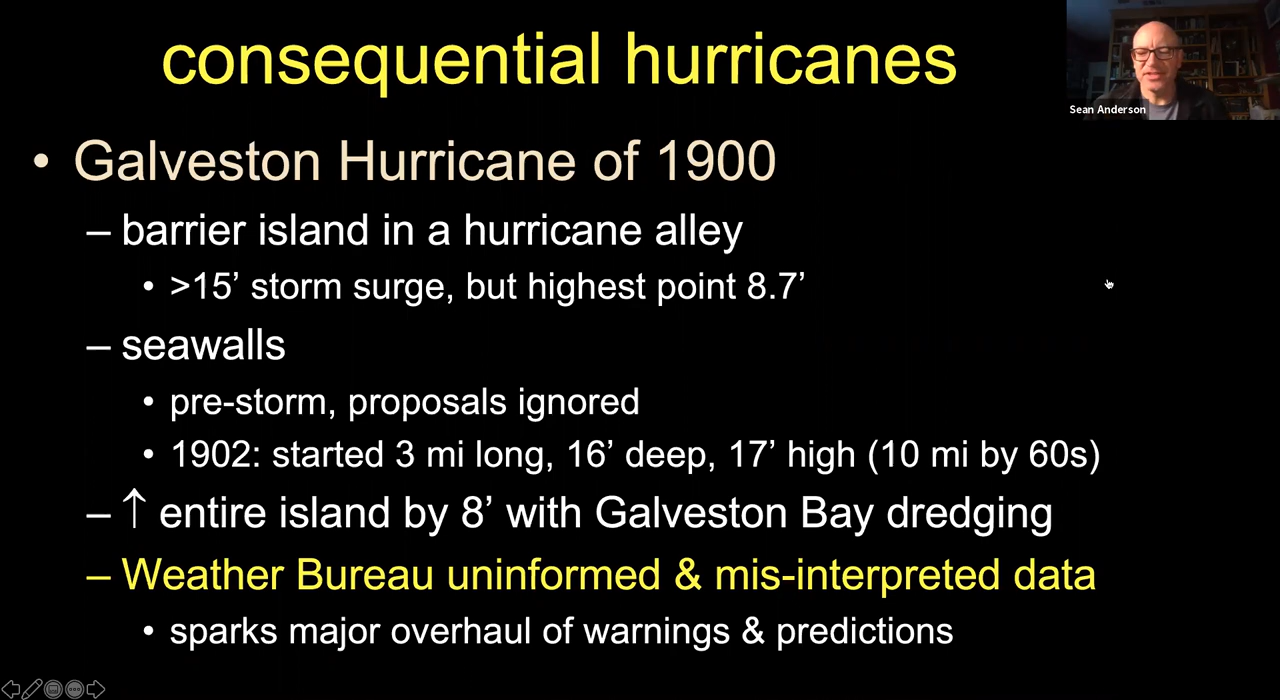 consequential hurricanes
Sean Anderson
• Galveston Hurricane of 1900
– barrier island in a hurricane alley
• >15’ storm surge, but highest point 8.7’
– seawalls
• pre-storm, proposals ignored
• 1902: started 3 mi long, 16’ deep, 17’ high (10 mi by 60s)
– ↑ entire island by 8’ with Galveston Bay dredging
– Weather Bureau uninformed & mis-interpreted data
• sparks major overhaul of warnings & predictions